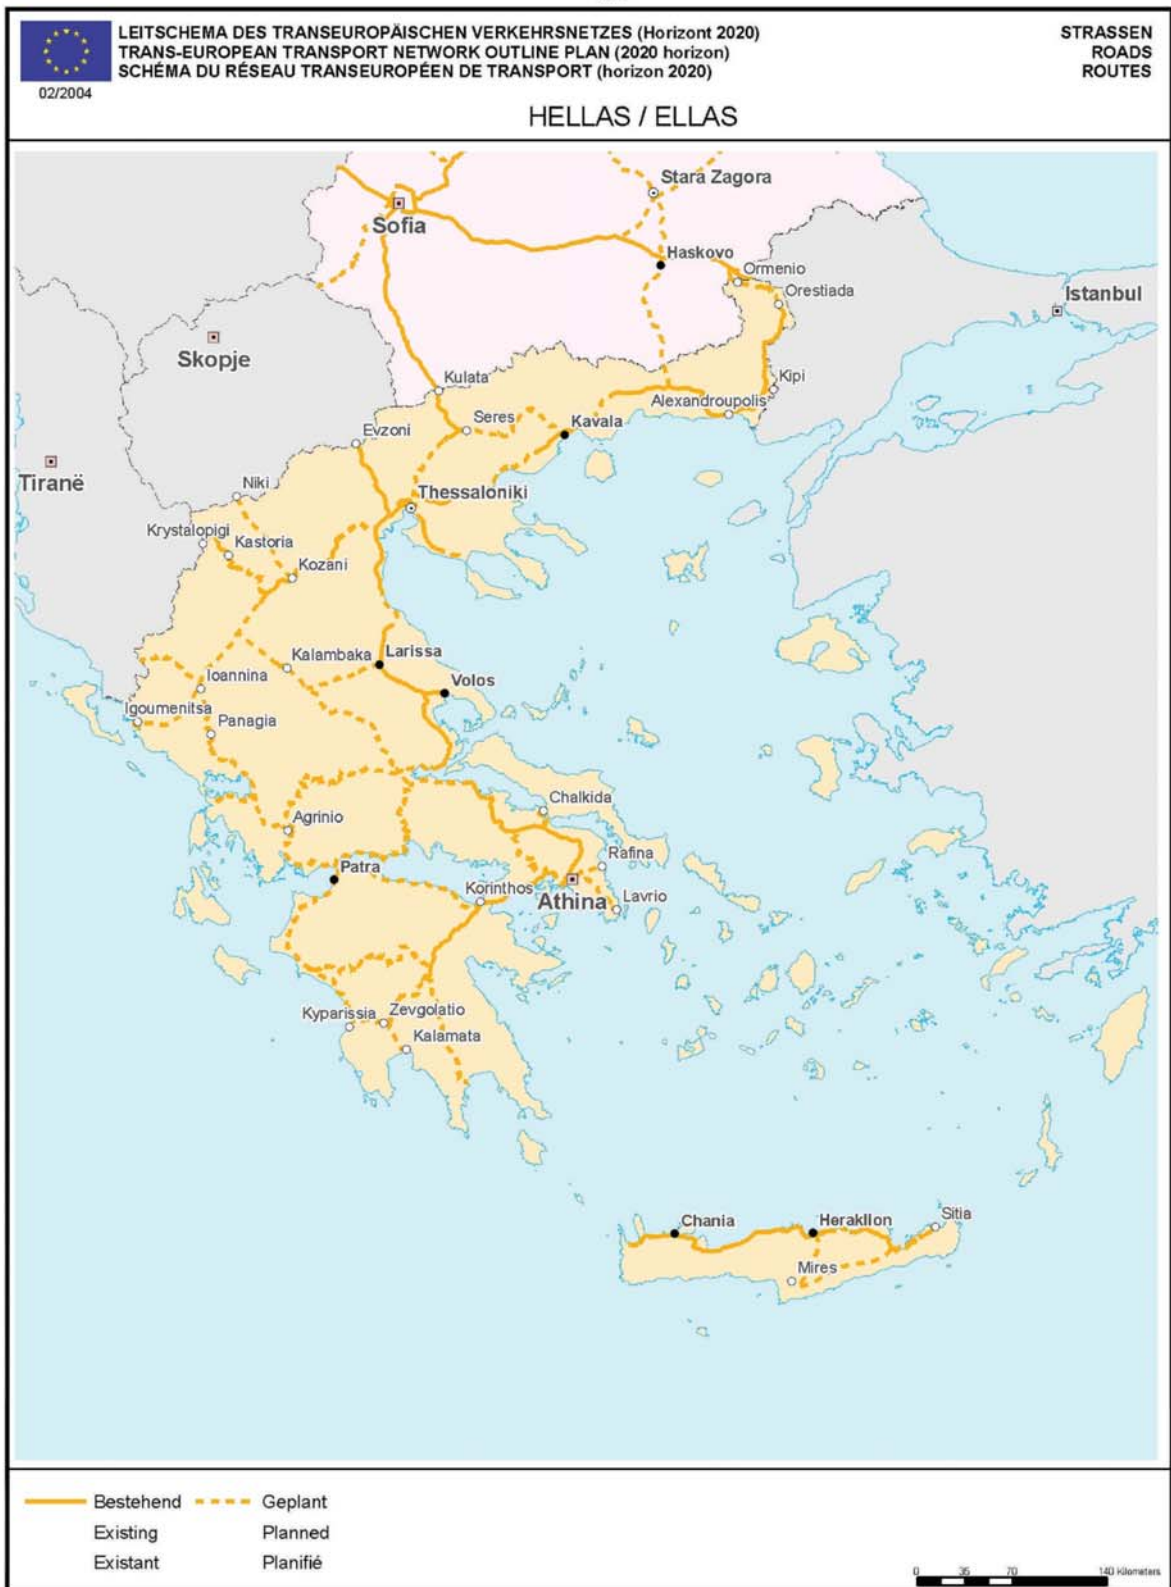 LEITSCHEMA DES TRANSEUROPÄISCHEN VERKEHRSNETZES (Horizont 2020)
TRANS-EUROPEAN TRANSPORT NETWORK OUTLINE PLAN (2020 horizon)
SCHÉMA DU RÉSEAU TRANSEUROPÉEN DE TRANSPORT (horizon 2020)
STRASSEN
ROADS
ROUTES
02/2004
HELLAS / ELLAS
Stara Zagora
Sofia
Haskovo
Ormenio
Orestiada
Istanbul
Skopje
Kulata
Kipi
Alexandroupolis
Seres
Kavala
Evzoni
Tiranë
Niki
Thessaloniki
Krystalopigi
Kastoria
Kozani
Kalambaka
Larissa
Ioannina
Volos
Igoumenitsa
Panagia
Chalkida
Agrinio
Rafina
Patra
Korinthos
Athina
Lavrio
Kyparissia
Zevgolatio
Kalamata
Chania
Heraklion
Sitia
Mires
Bestehend
Geplant
Existing
Planned
Existant
Planifié
0 35 70 140 Kilometers